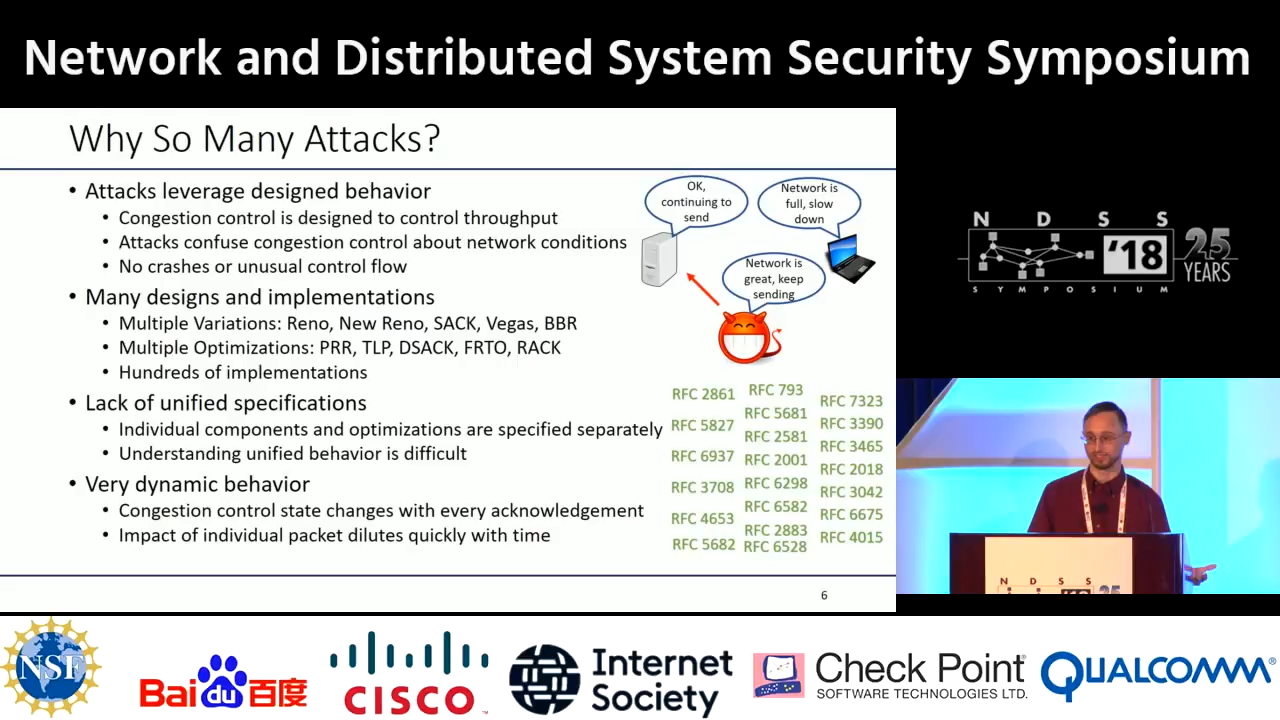 Network and Distributed System Security Symposium
Why So Many Attacks?
• Attacks leverage designed behavior
• Congestion control is designed to control throughput
• Attacks confuse congestion control about network conditions
• No crashes or unusual control flow
• Many designs and implementations
• Multiple Variations: Reno, New Reno, SACK, Vegas, BBR
• Multiple Optimizations: PRR, TLP, DSACK, FRTO, RACK
• Hundreds of implementations
• Lack of unified specifications
• Individual components and optimizations are specified separately
• Understanding unified behavior is difficult
• Very dynamic behavior
• Congestion control state changes with every acknowledgement
• Impact of individual packet dilutes quickly with time
OK,
continuing to
send
Network is
full, slow
down
Network is
great, keep
sending
RFC 2861
RFC 5827
RFC 6937
RFC 3708
RFC 4653
RFC 5682
RFC 793
RFC 5681
RFC 2581
RFC 2001
RFC 6298
RFC 6582
RFC 2883
RFC 6528
RFC 7323
RFC 3390
RFC 3465
RFC 2018
RFC 3042
RFC 6675
RFC 4015
6
NDSS
'18
25
YEARS
SYMPOSIUM
NDSS
'18
25
NSF
Bai du 百度
CISCO
Internet
Society
Check Point
SOFTWARE TECHNOLOGIES LTD.
QUALCOMM